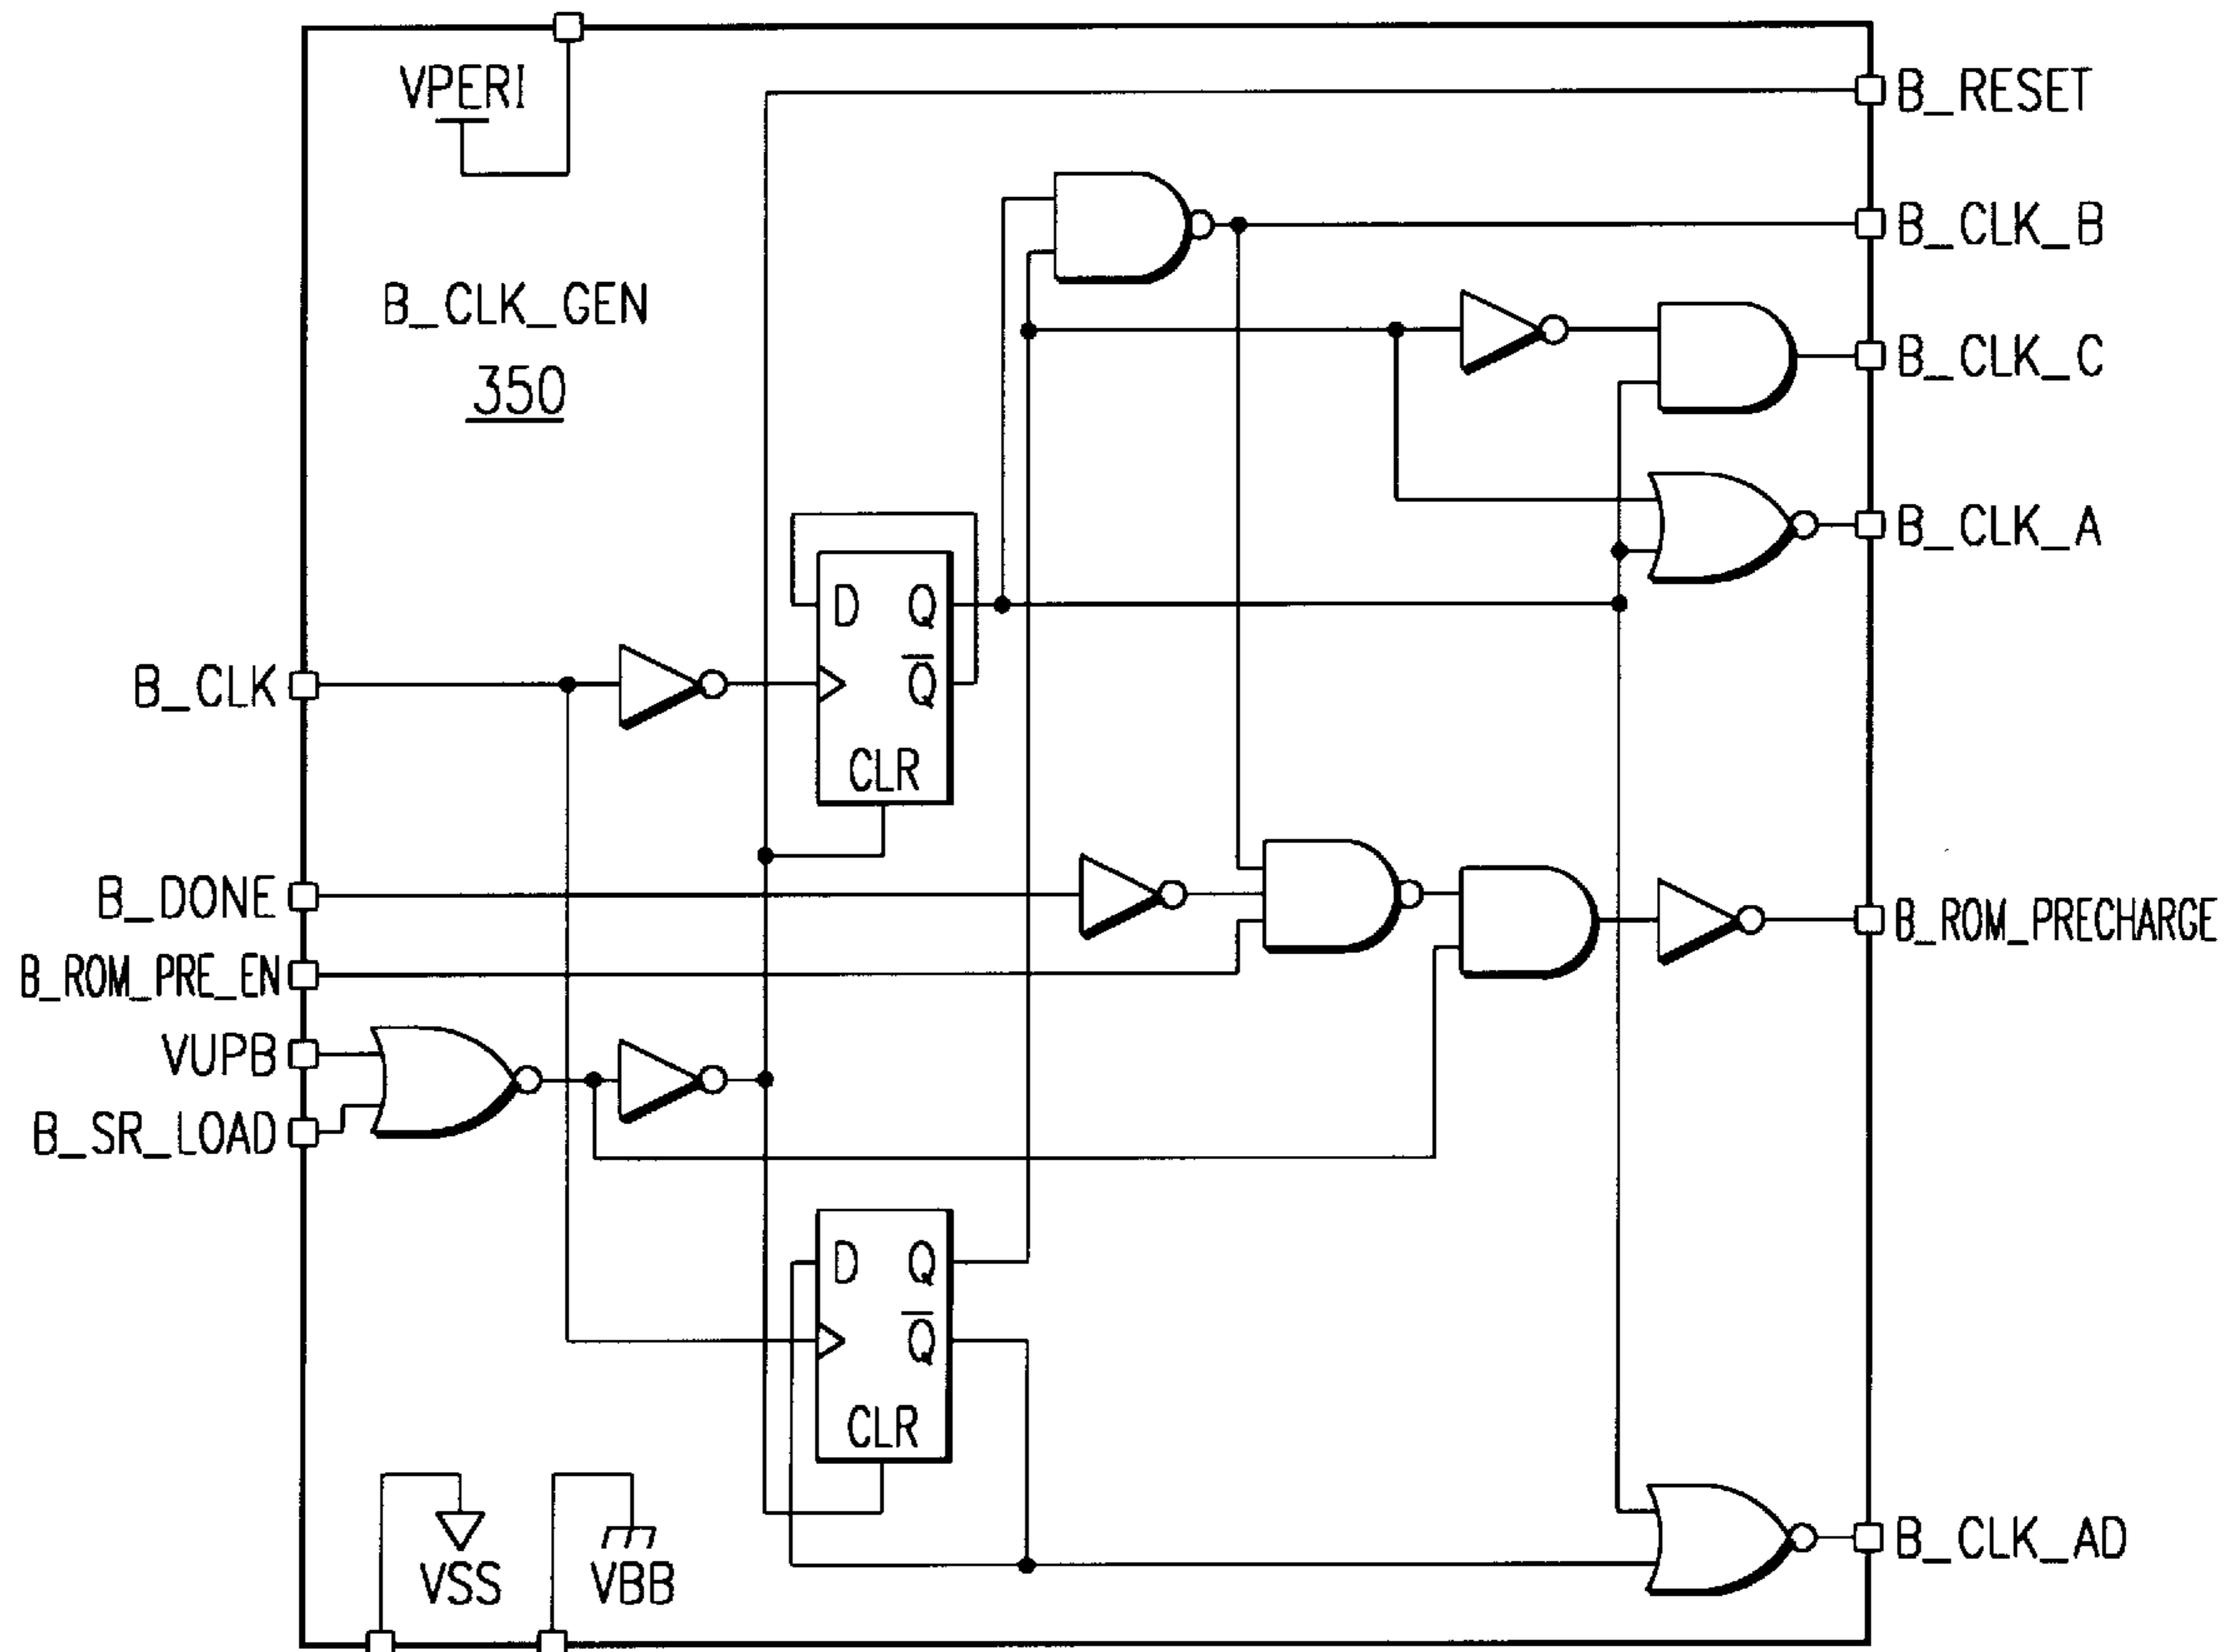 VPERI
B_RESET
B_CLK_B
B_CLK_GEN
350
B_CLK_C
B_CLK_A
D Q
B_CLK
Q
CLR
B_DONE
B_ROM_PRECHARGE
B_ROM_PRE_EN
VUPB
B_SR_LOAD
D Q
Q
CLR
B_CLK_AD
VSS
VBB